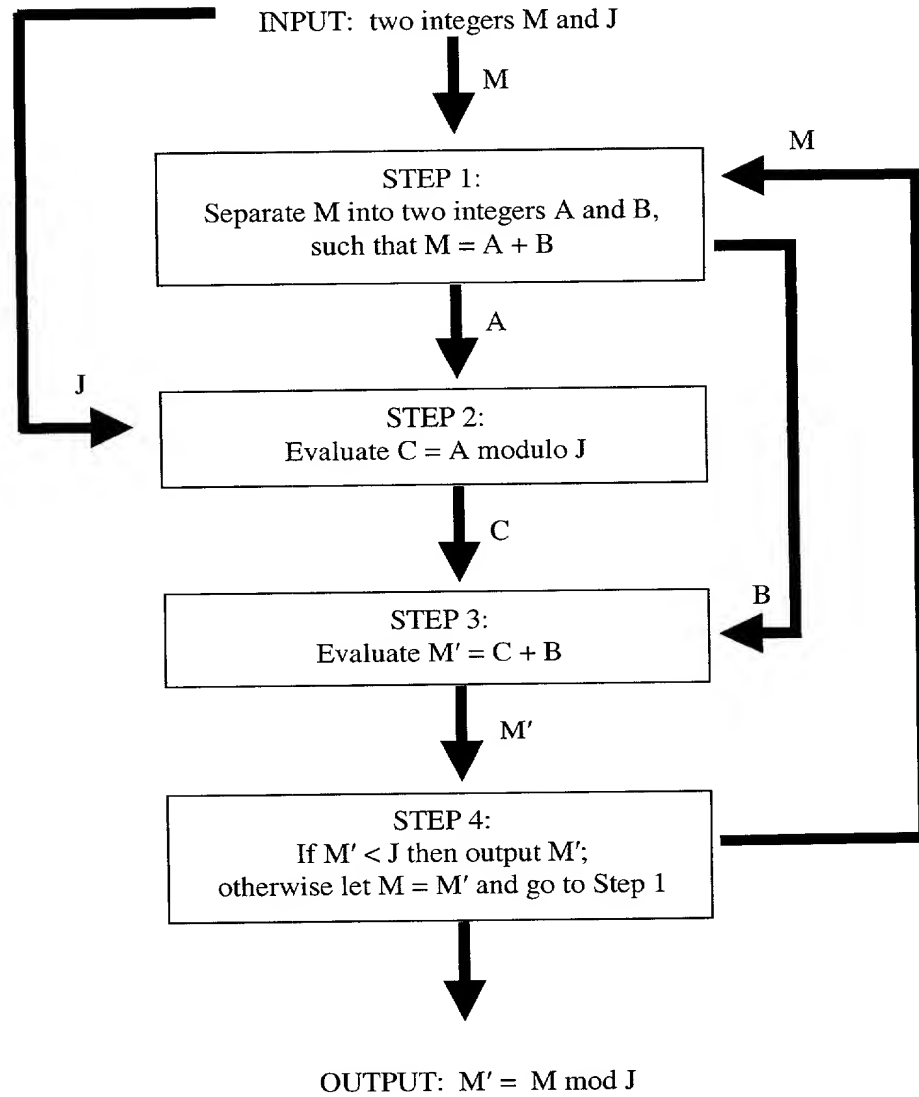 INPUT: two integers M and J
M
M
STEP 1:
Separate M into two integers A and B,
such that M = A + B
A
J
STEP 2:
Evaluate C = A modulo J
C
B
STEP 3:
Evaluate M′ = C + B
M′
STEP 4:
If M′ < J then output M′;
otherwise let M = M′ and go to Step 1
OUTPUT: M′ = M mod J